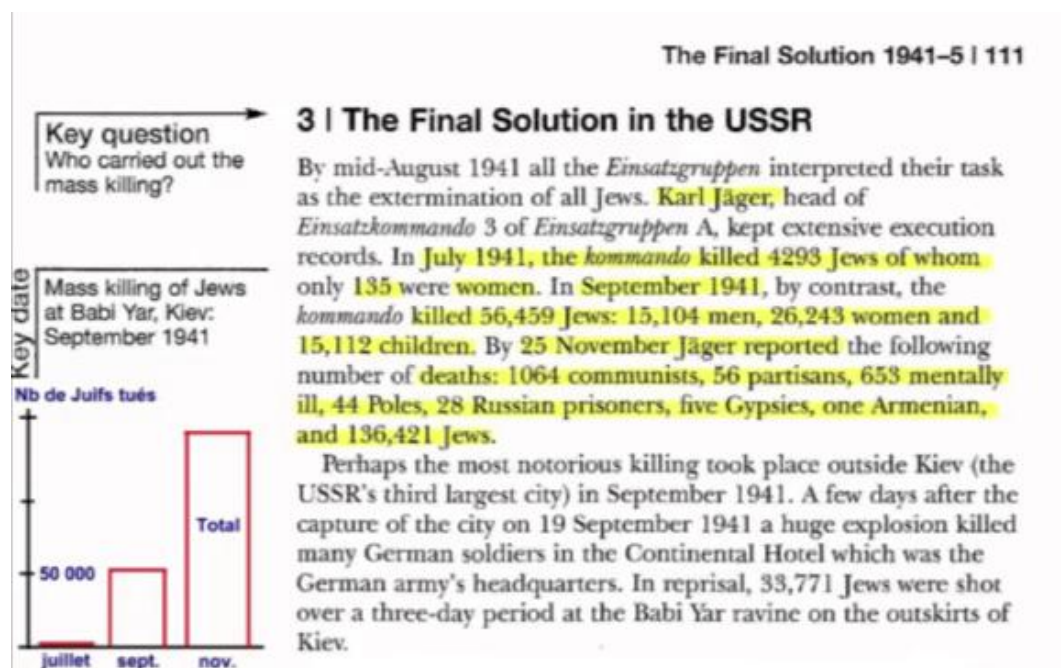 The Final Solution 1941–5 | 111
Key question
Who carried out the
mass killing?
Key date
Mass killing of Jews
at Babi Yar, Kiev:
September 1941
3 | The Final Solution in the USSR
By mid-August 1941 all the Einsatzgruppen interpreted their task
as the extermination of all Jews. Karl Jäger, head of
Einsatzkommando 3 of Einsatzgruppen A, kept extensive execution
records. In July 1941, the kommando killed 4293 Jews of whom
only 135 were women. In September 1941, by contrast, the
kommando killed 56,459 Jews: 15,104 men, 26,243 women and
15,112 children. By 25 November Jäger reported the following
number of deaths: 1064 communists, 56 partisans, 653 mentally
ill, 44 Poles, 28 Russian prisoners, five Gypsies, one Armenian,
and 136,421 Jews.
Perhaps the most notorious killing took place outside Kiev (the
USSR's third largest city) in September 1941. A few days after the
capture of the city on 19 September 1941 a huge explosion killed
many German soldiers in the Continental Hotel which was the
German army's headquarters. In reprisal, 33,771 Jews were shot
over a three-day period at the Babi Yar ravine on the outskirts of
Kiev.
Nb de Juifs tués
Total
50 000
juillet sept. nov.